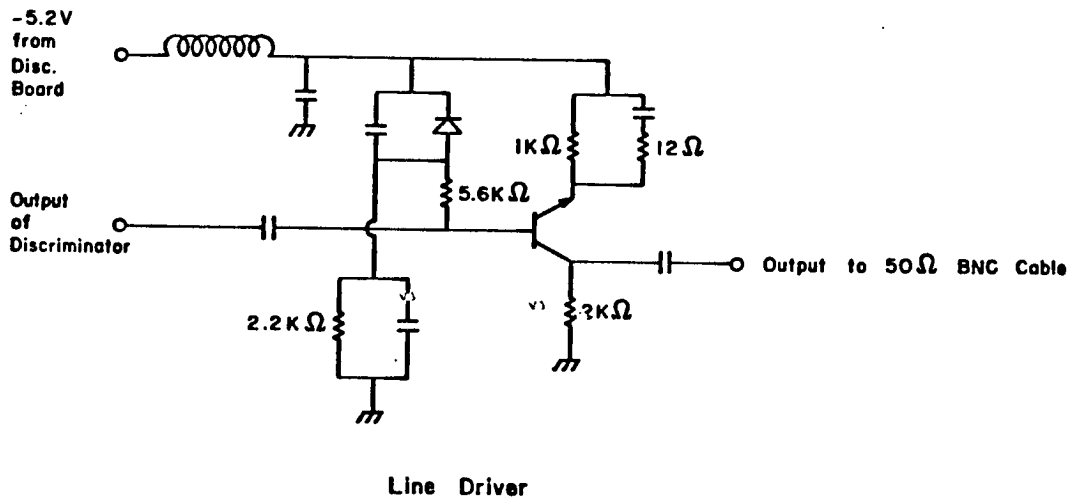 -5.2V
from
Disc.
Board
1KΩ
12Ω
5.6KΩ
Output
of
Discriminator
Output to 50Ω BNC Cable
2.2KΩ
KΩ
Line Driver